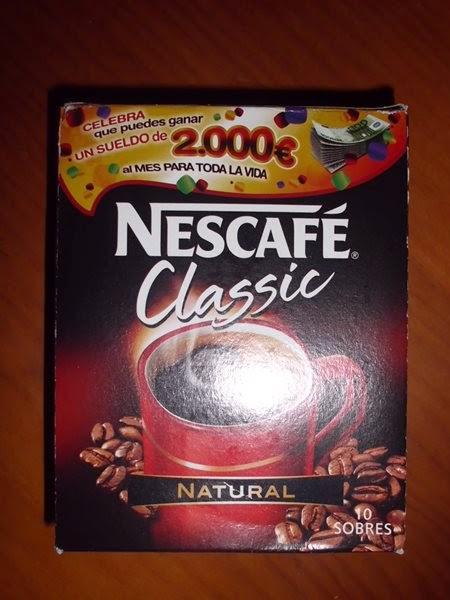 CELEBRA
que puedes ganar
UN SUELDO de 2.000€
al MES PARA TODA LA VIDA
NESCAFÉ®
Classic
NATURAL
10
SOBRES